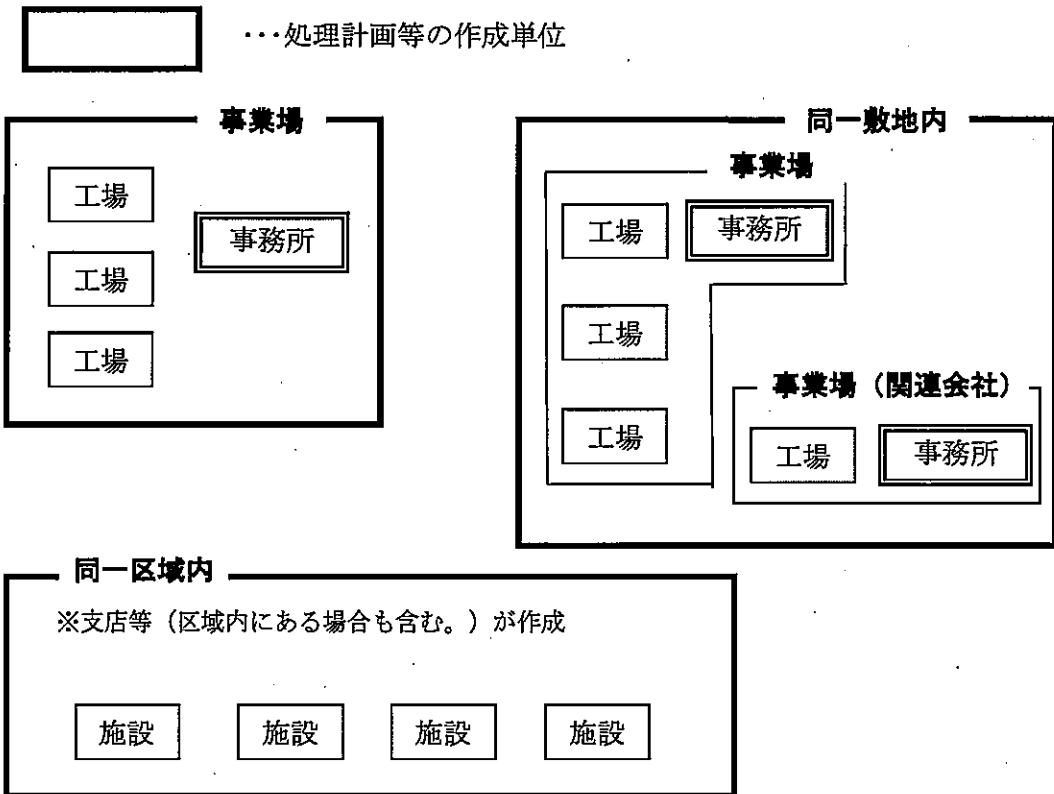 ・・・処理計画等の作成単位
事業場
工場
事務所
工場
工場
同一敷地内
事業場
工場
事務所
工場
工場
事業場（関連会社）
工場
事務所
同一区域内
※支店等（区域内にある場合も含む。）が作成
施設
施設
施設
施設